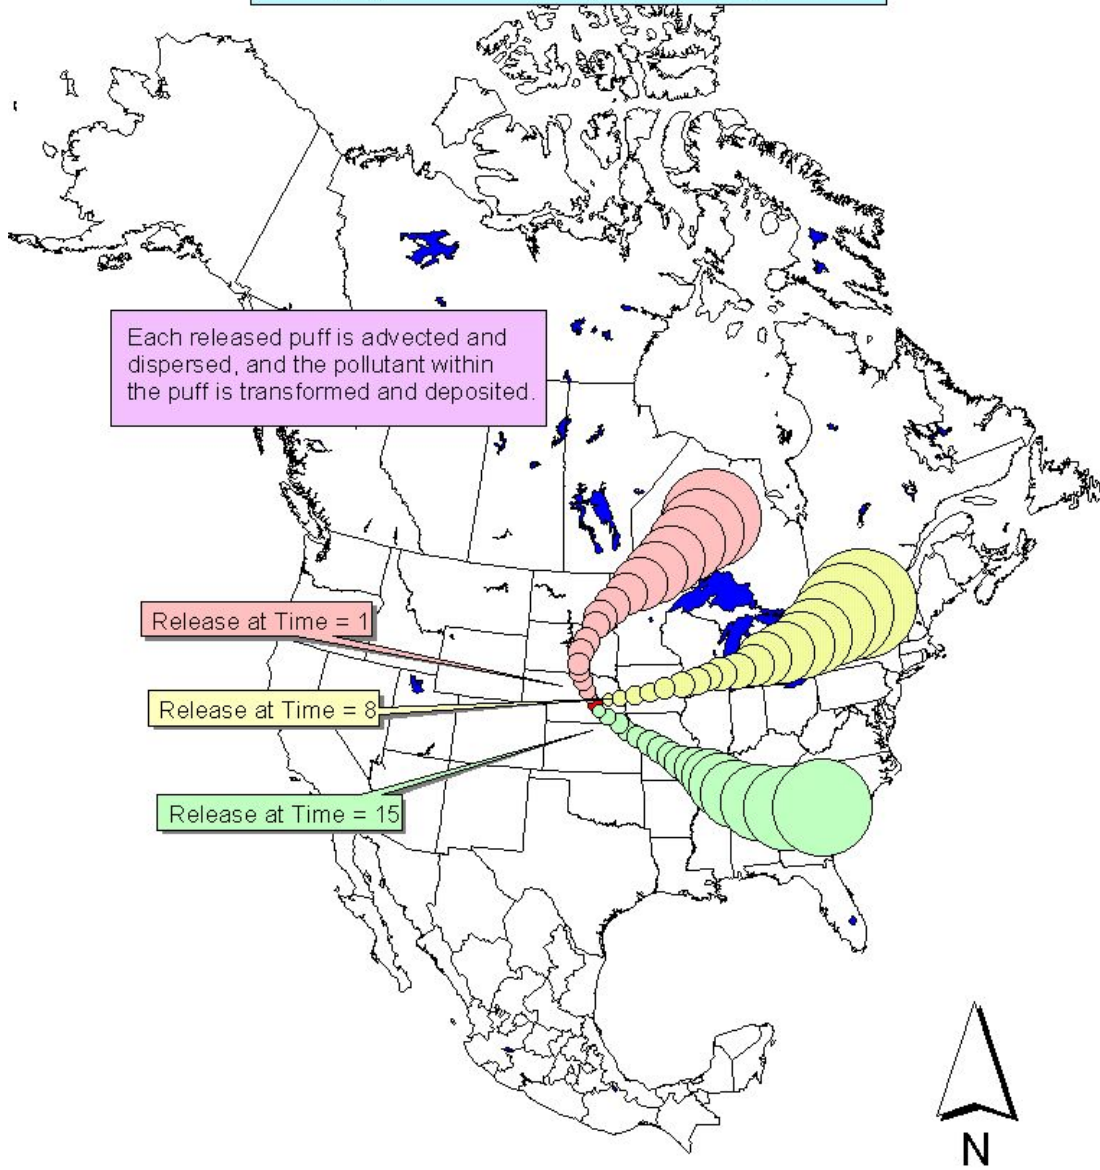 Each released puff is advected and
dispersed, and the pollutant within
the puff is transformed and deposited.
Release at Time = 1
Release at Time = 8
Release at Time = 15
N